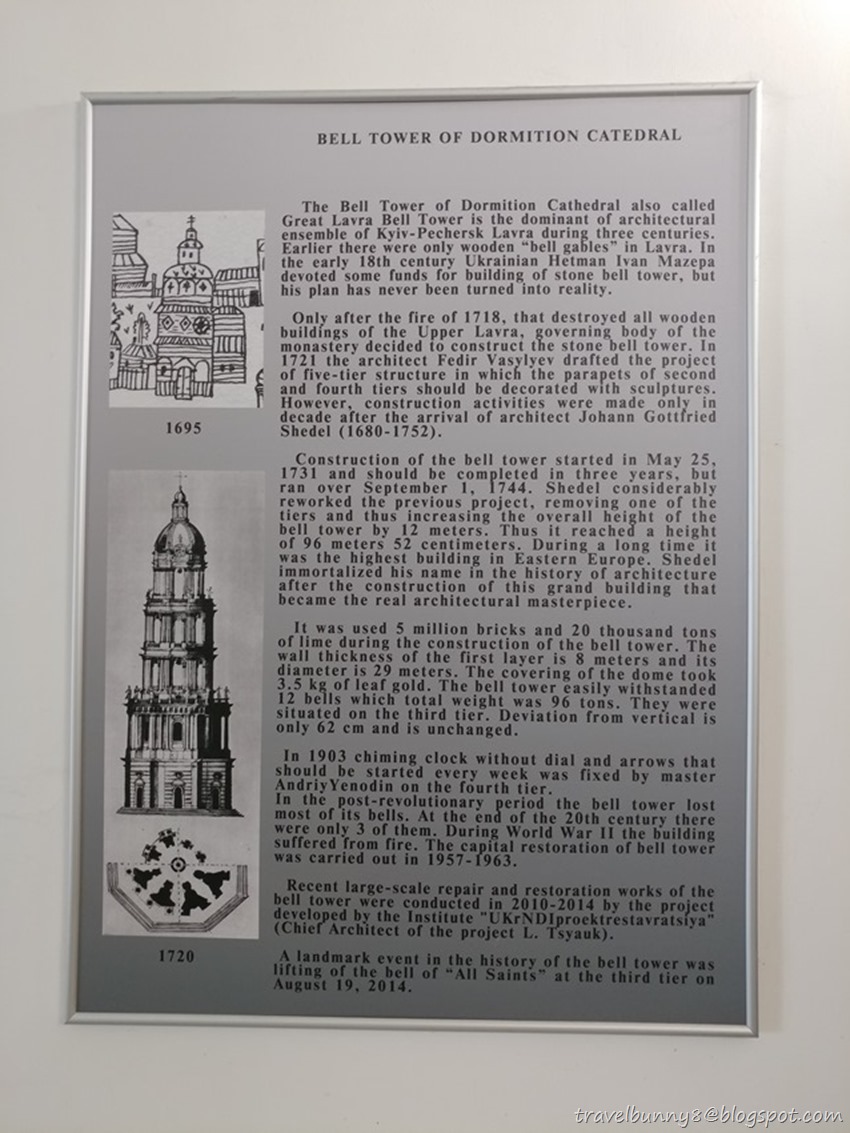 BELL TOWER OF DORMITION CATEDRAL
The Bell Tower of Dormition Cathedral also called
Great Lavra Bell Tower is the dominant of architectural
ensemble of Kyiv-Pechersk Lavra during three centuries.
Earlier there were only wooden “bell gables” in Lavra. In
the early 18th century Ukrainian Hetman Ivan Mazepa
devoted some funds for building of stone bell tower, but
his plan has never been turned into reality.
Only after the fire of 1718, that destroyed all wooden
buildings of the Upper Lavra, governing body of the
monastery decided to construct the stone bell tower. In
1721 the architect Fedir Vasylyev drafted the project
of five-tier structure in which the parapets of second
and fourth tiers should be decorated with sculptures.
However, construction activities were made only in
decade after the arrival of architect Johann Gottfried
Shedel (1680-1752).
1695
Construction of the bell tower started in May 25,
1731 and should be completed in three years, but
ran over September 1, 1744. Shedel considerably
reworked the previous project, removing one of the
tiers and thus increasing the overall height of the
bell tower by 12 meters. Thus it reached a height
of 96 meters 52 centimeters. During a long time it
was the highest building in Eastern Europe. Shedel
immortalized his name in the history of architecture
after the construction of this grand building that
became the real architectural masterpiece.
It was used 5 million bricks and 20 thousand tons
of lime during the construction of the bell tower. The
wall thickness of the first layer is 8 meters and its
diameter is 29 meters. The covering of the dome took
3.5 kg of leaf gold. The bell tower easily withstanded
12 bells which total weight was 96 tons. They were
situated on the third tier. Deviation from vertical is
only 62 cm and is unchanged.
In 1903 chiming clock without dial and arrows that
should be started every week was fixed by master
AndriyYenodin on the fourth tier.
In the post-revolutionary period the bell tower lost
most of its bells. At the end of the 20th century there
were only 3 of them. During World War II the building
suffered from fire. The capital restoration of bell tower
was carried out in 1957-1963.
Recent large-scale repair and restoration works of the
bell tower were conducted in 2010-2014 by the project
developed by the Institute "UKrNDIproektrestavratsiya"
(Chief Architect of the project L. Tsyauk).
1720
A landmark event in the history of the bell tower was
lifting of the bell of “All Saints” at the third tier on
August 19, 2014.
travelbunny8@blogspot.com